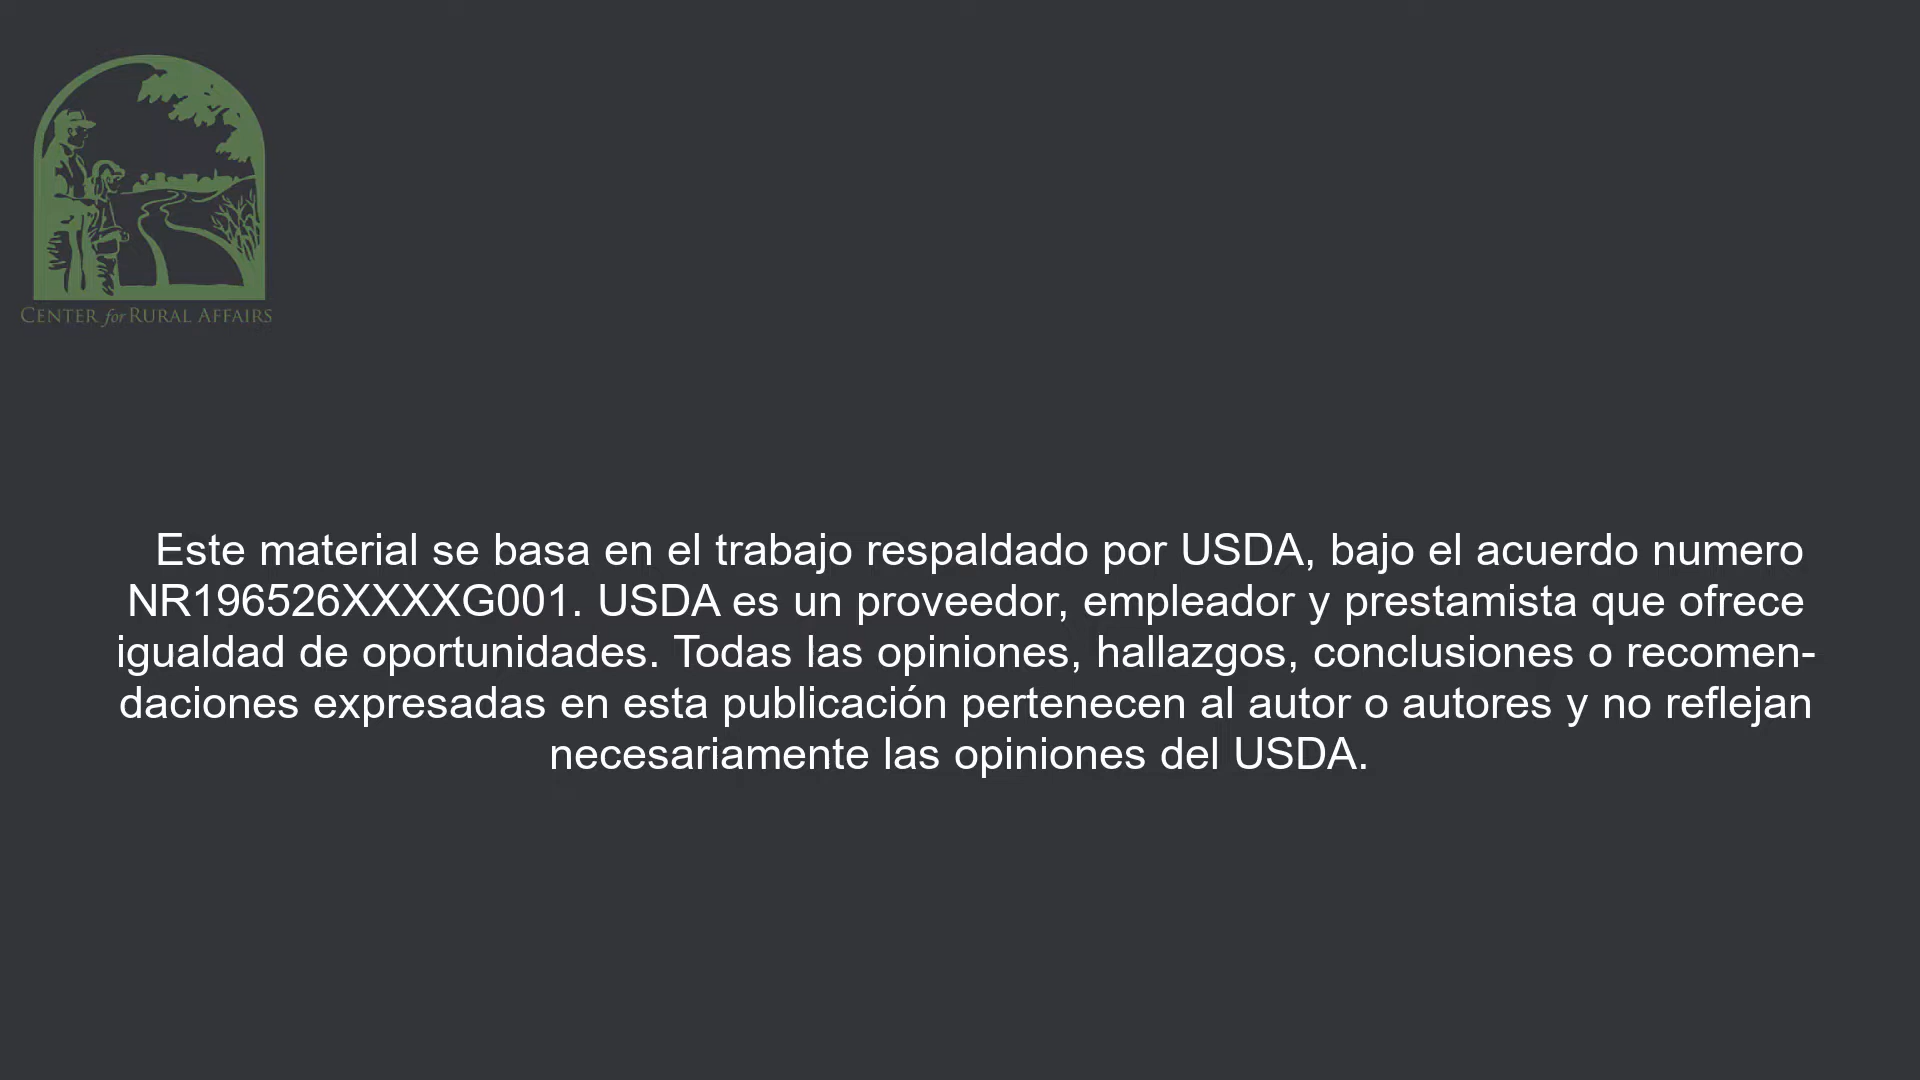 CENTER for RURAL AFFAIRS
Este material se basa en el trabajo respaldado por USDA, bajo el acuerdo numero
NR196526XXXXG001. USDA es un proveedor, empleador y prestamista que ofrece
igualdad de oportunidades. Todas las opiniones, hallazgos, conclusiones o recomen-
daciones expresadas en esta publicación pertenecen al autor o autores y no reflejan
necesariamente las opiniones del USDA.